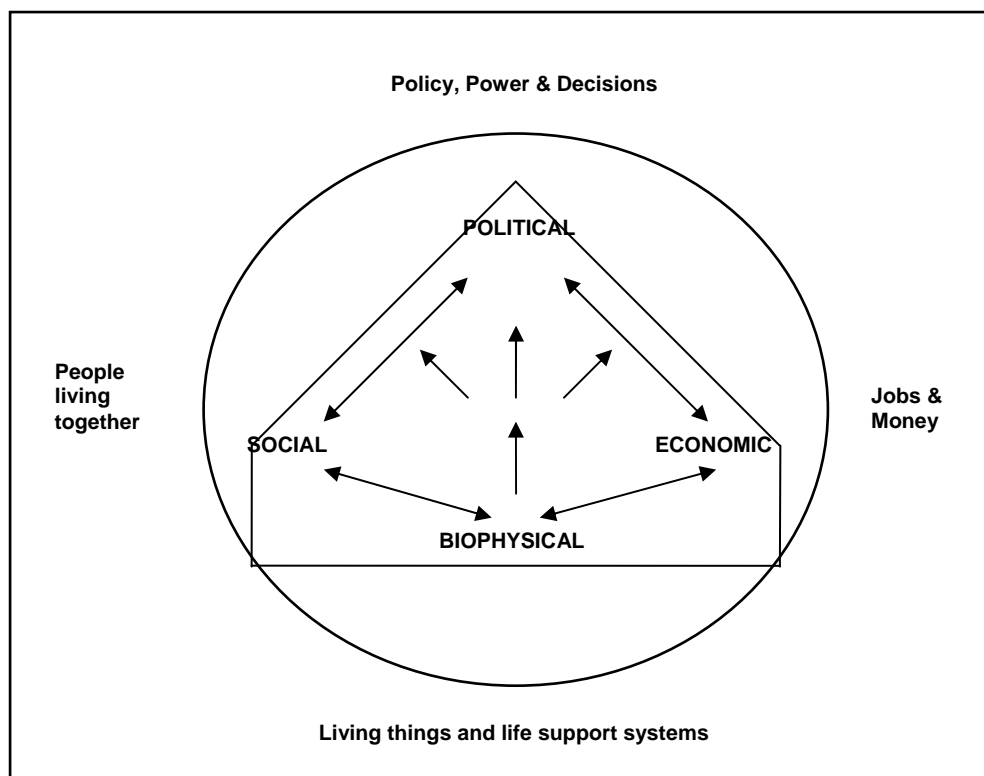 Policy, Power & Decisions
POLITICAL
People
living
together
Jobs &
Money
SOCIAL
ECONOMIC
BIOPHYSICAL
Living things and life support systems